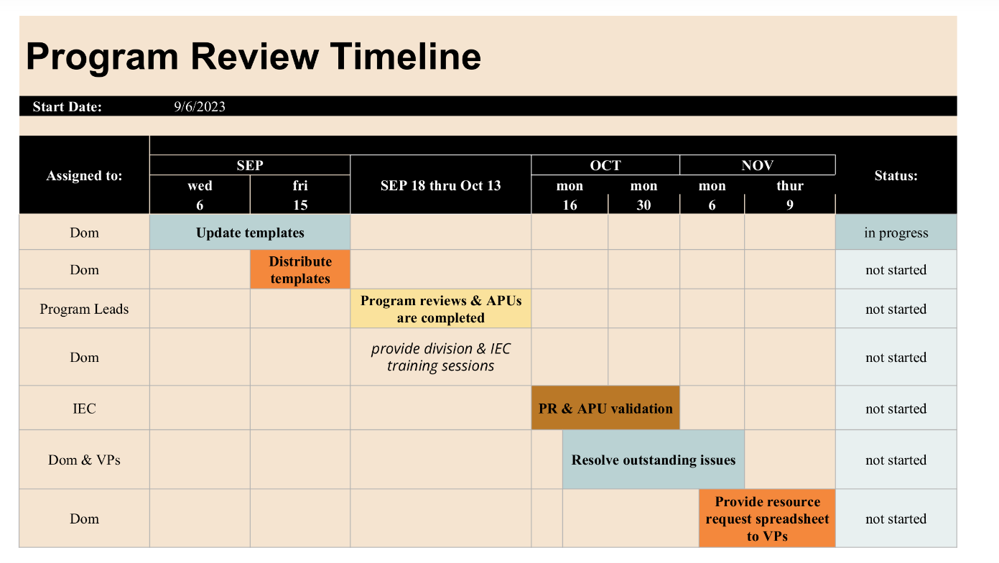 Program Review Timeline
Start Date: 9/6/2023
Assigned to: SEP SEP 18 thru Oct 13 OCT NOV Status:
wed fri mon mon mon thur
6 15 16 30 6 9
Dom Update templates in progress
Dom Distribute
templates not started
Program Leads Program reviews & APUs
are completed not started
Dom provide division & IEC
training sessions not started
IEC PR & APU validation not started
Dom & VPs Resolve outstanding issues not started
Dom Provide resource
request spreadsheet
to VPs not started